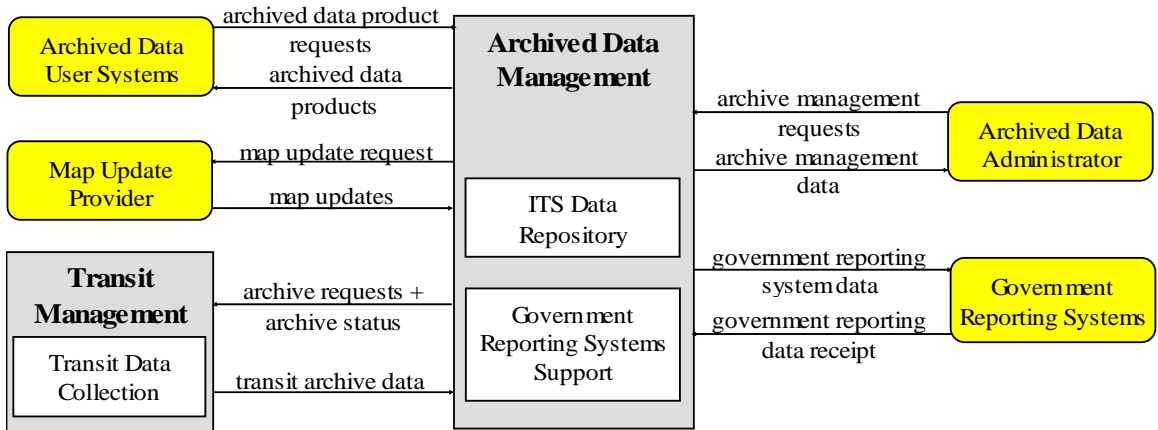 archived data product
requests
Archived Data
User Systems
archived data
products
Map Update
Provider
map update request
map updates
Transit
Management
Transit Data
Collection
archive requests +
archive status
transit archive data
Archived Data
Management
ITS Data
Repository
Government
Reporting Systems
Support
archive management
requests
archive management
data
Archived Data
Administrator
government reporting
system data
government reporting
data receipt
Government
Reporting Systems